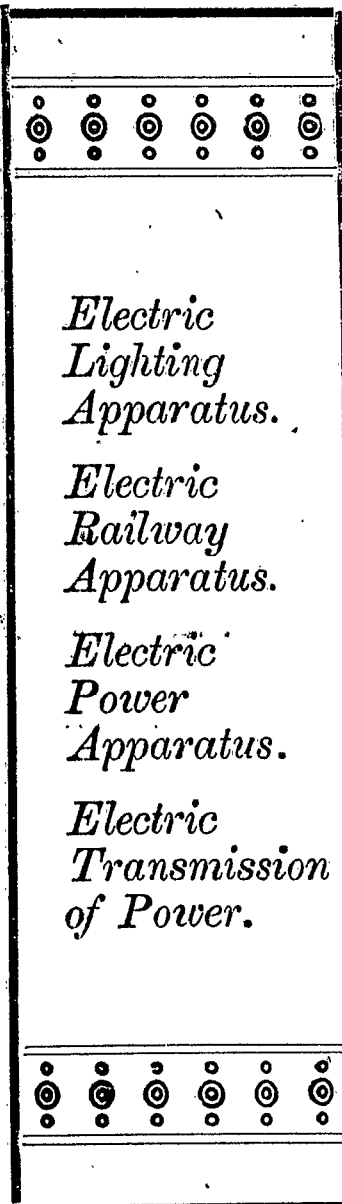 Electric
Lighting
Apparatus.
Electric
Railway
Apparatus.
Electric
Power
Apparatus.
Electric
Transmission
of Power.